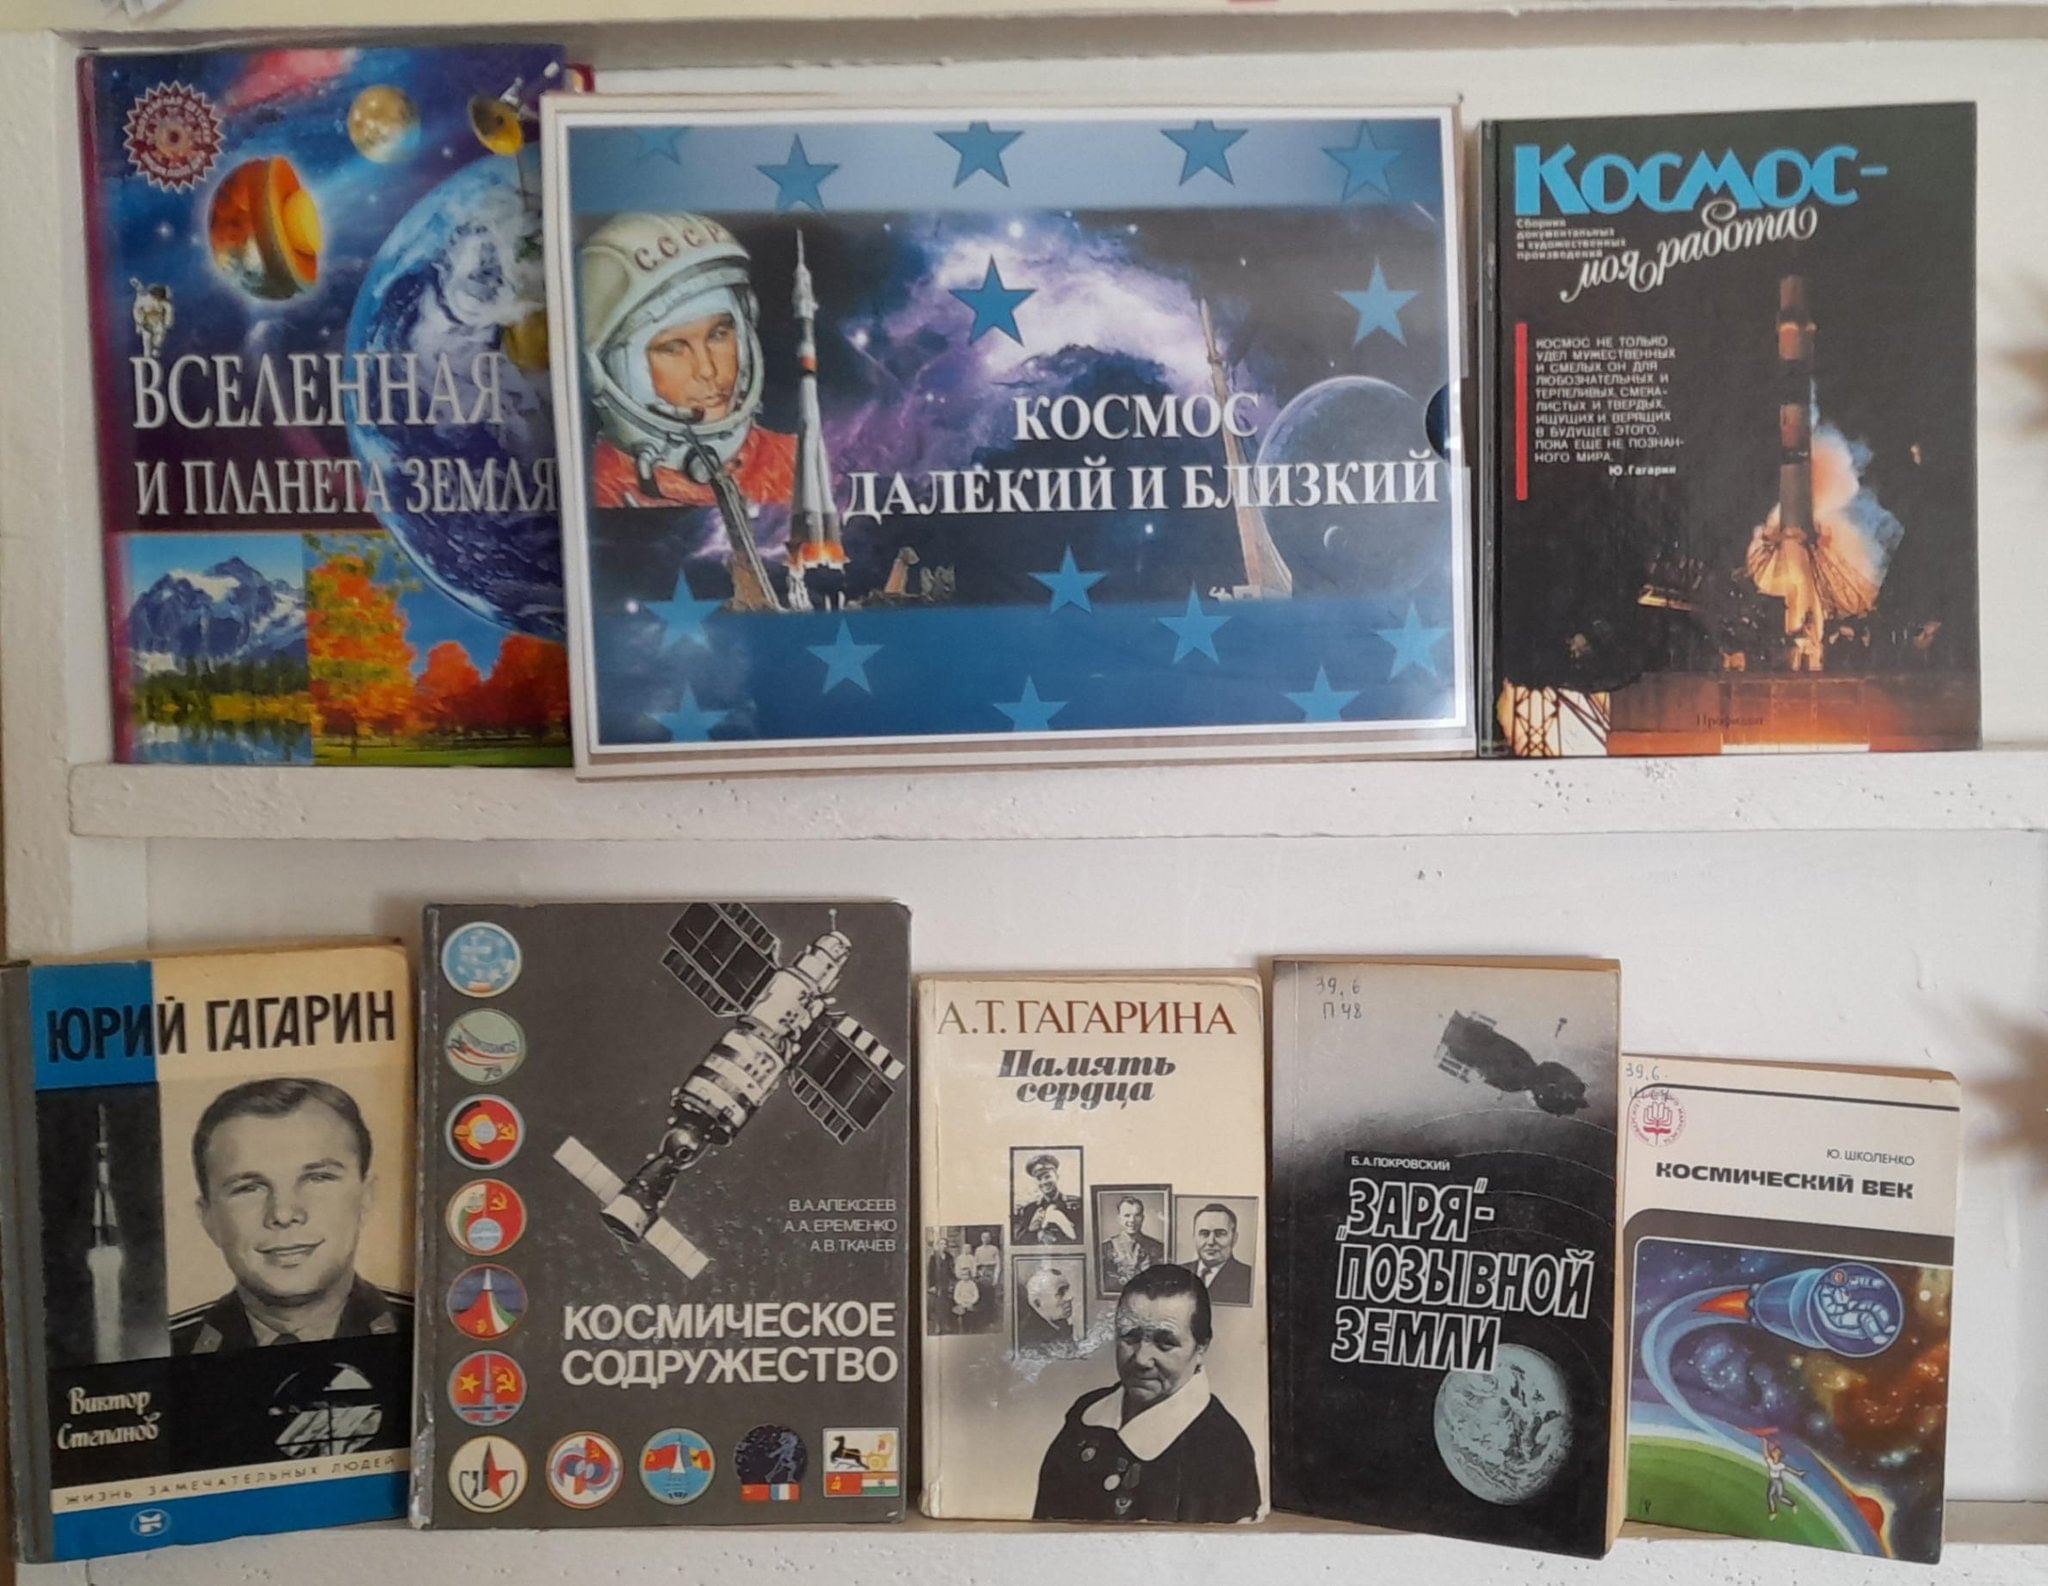 ВСЕЛЕННАЯ
И ПЛАНЕТА ЗЕМЛЯ
СССР
КОСМОС
ДАЛЕКИЙ И БЛИЗКИЙ
Космос-
моя работа
Сборник
документальных
и художественных
произведений
КОСМОС НЕ ТОЛЬКО
УДЕЛ МУЖЕСТВЕННЫХ
И СМЕЛЫХ ОН ДЛЯ
ЛЮБОЗНАТЕЛЬНЫХ И
ТЕРПЕЛИВЫХ, СМЕКА-
ЛИСТЫХ И ТВЕРДЫХ,
ИЩУЩИХ И ВЕРЯЩИХ
В БУДУЩЕЕ ЭТОГО,
ПОКА ЕЩЕ НЕ ПОЗНАН-
НОГО МИРА.
Ю.Гагарин
Профиздат
ЮРИЙ ГАГАРИН
Виктор
Степанов
ЖИЗНЬ ЗАМЕЧАТЕЛЬНЫХ ЛЮДЕЙ
В.А.АЛЕКСЕЕВ
А.А.ЕРЕМЕНКО
А.В.ТКАЧЕВ
КОСМИЧЕСКОЕ
СОДРУЖЕСТВО
А.Т.ГАГАРИНА
Память
сердца
39.6
П48
Б.А.ПОКРОВСКИЙ
„ЗАРЯ"-
ПОЗЫВНОЙ
ЗЕМЛИ
39.6.
Ю. ШКОЛЕНКО
КОСМИЧЕСКИЙ ВЕК